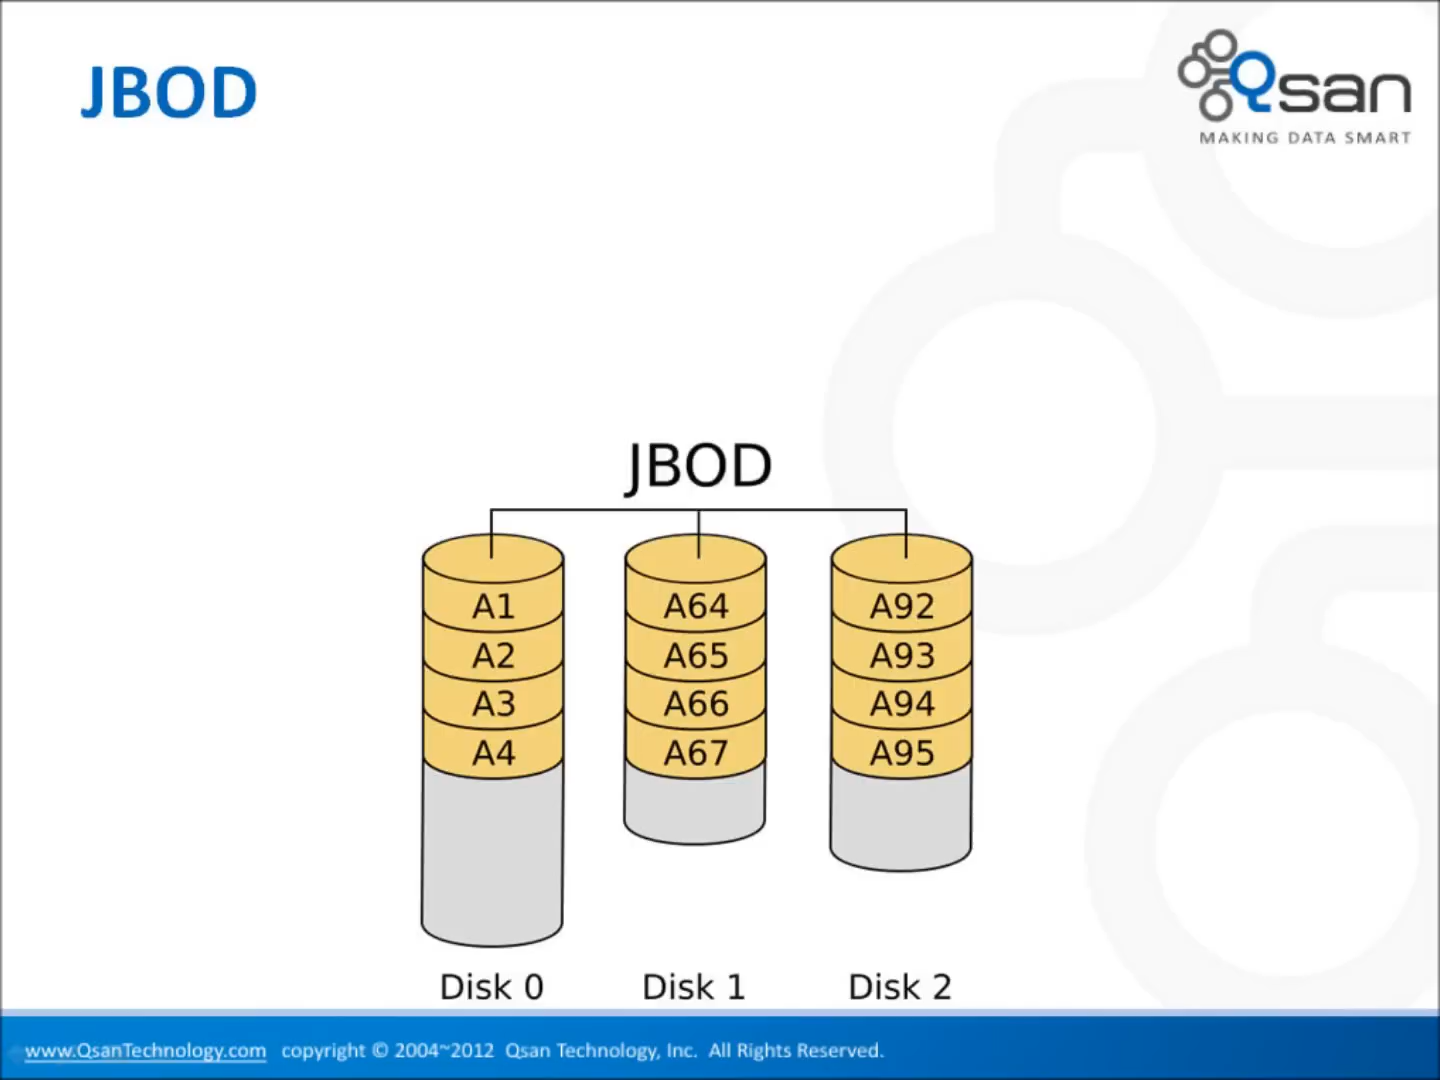 JBOD
Qsan
MAKING DATA SMART
JBOD
A1 A64 A92
A2 A65 A93
A3 A66 A94
A4 A67 A95
Disk 0 Disk 1 Disk 2
www.QsanTechnology.com copyright © 2004~2012 Qsan Technology, Inc. All Rights Reserved.